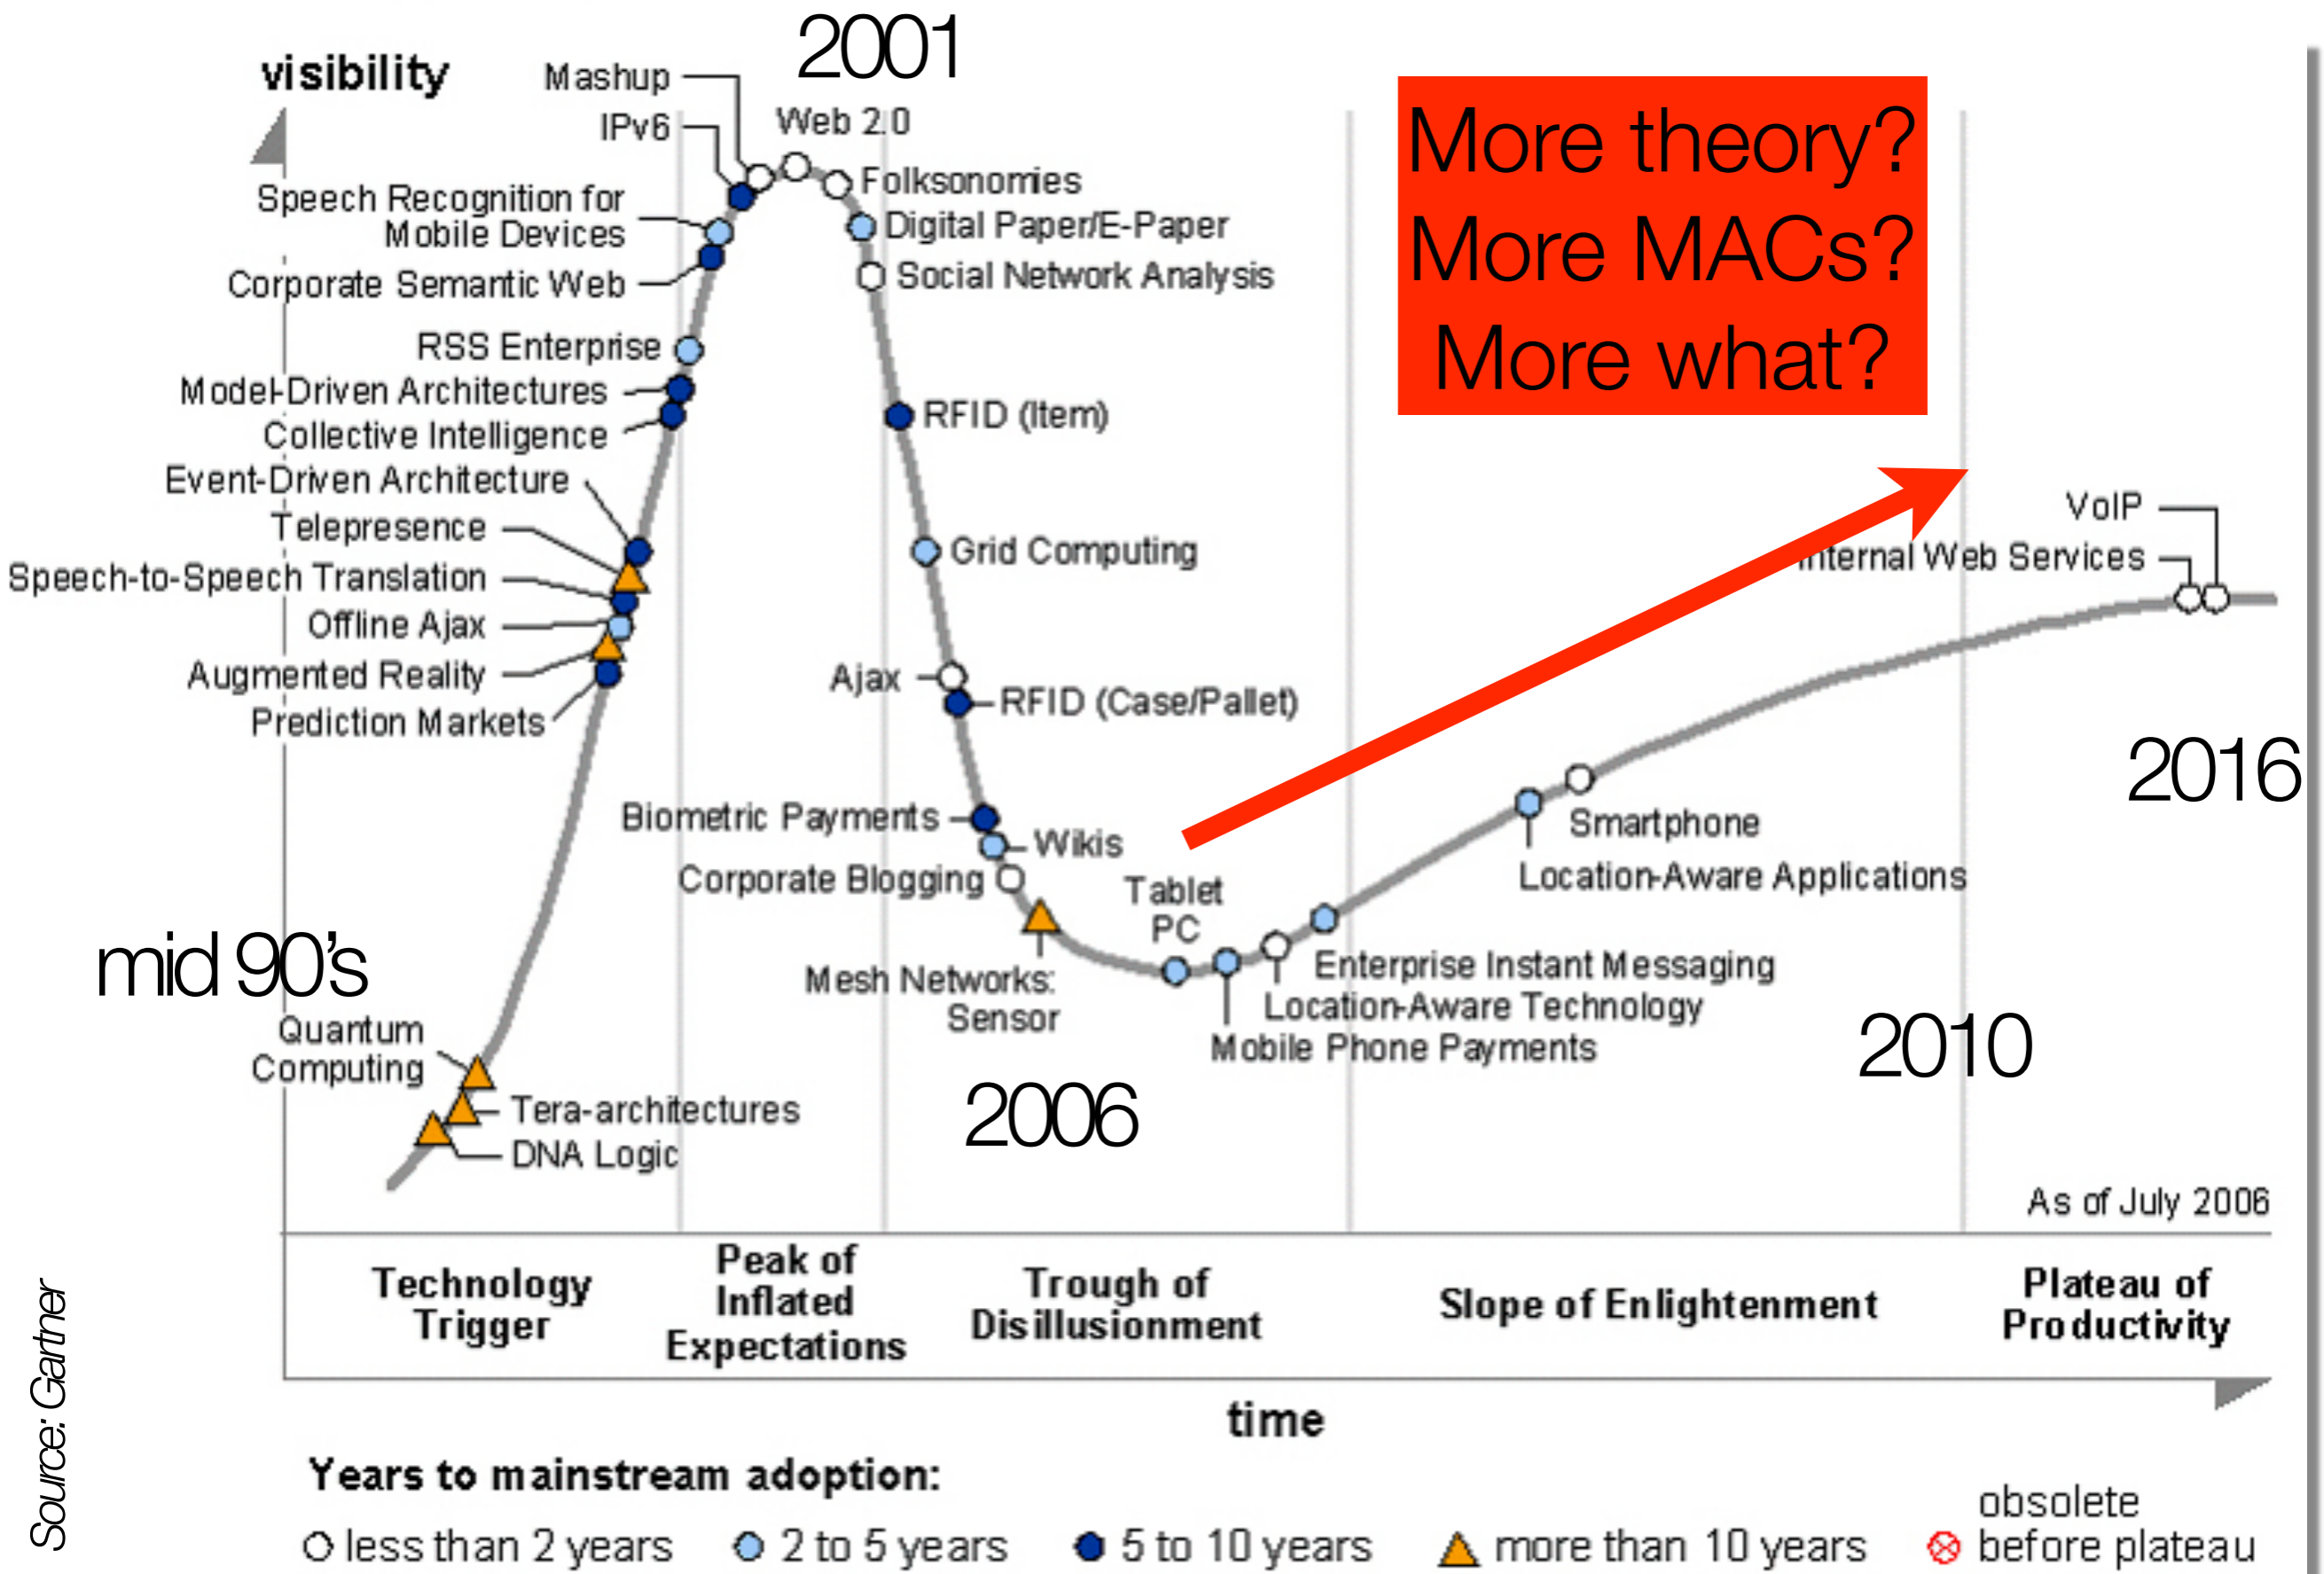 2001
visibility
Mashup
IPv6
Web 2.0
Speech Recognition for
Mobile Devices
Corporate Semantic Web
RSS Enterprise
Model-Driven Architectures
Collective Intelligence
Event-Driven Architecture
Telepresence
Speech-to-Speech Translation
Offline Ajax
Augmented Reality
Prediction Markets
mid 90's
Quantum
Computing
Tera-architectures
DNA Logic
Folksonomies
Digital Paper/E-Paper
Social Network Analysis
RFID (Item)
Grid Computing
Ajax
RFID (Case/Pallet)
Biometric Payments
Wikis
Corporate Blogging
Mesh Networks:
Sensor
2006
Tablet
PC
Enterprise Instant Messaging
Location-Aware Technology
Mobile Phone Payments
More theory?
More MACs?
More what?
VoIP
Internal Web Services
2016
Smartphone
Location-Aware Applications
2010
As of July 2006
Technology
Trigger
Peak of
Inflated
Expectations
Trough of
Disillusionment
Slope of Enlightenment
Plateau of
Productivity
time
Source: Gartner
Years to mainstream adoption:
less than 2 years
2 to 5 years
5 to 10 years
more than 10 years
obsolete
before plateau